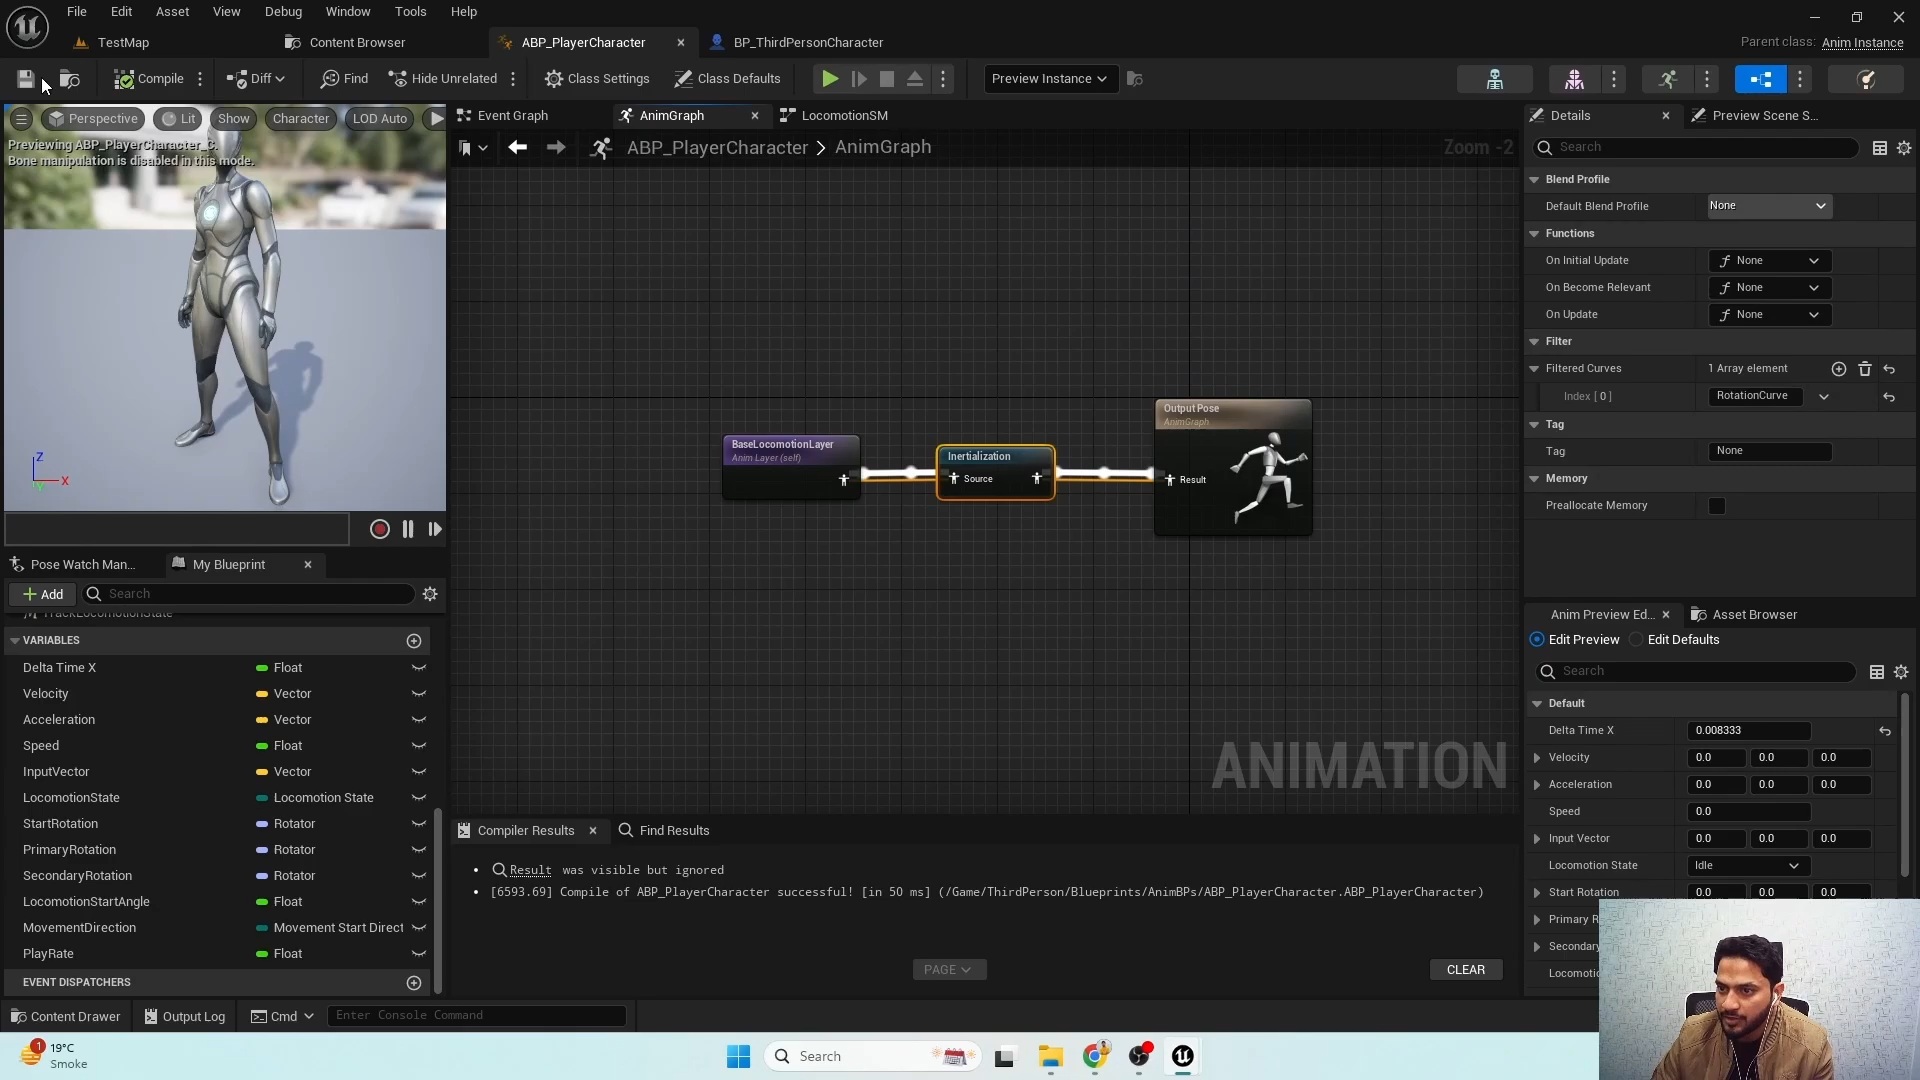 File Edit Asset View Debug Window Tools Help
TestMap Content Browser ABP_PlayerCharacter BP_ThirdPersonCharacter
Parent class: Anim Instance
Compile Diff Find Hide Unrelated Class Settings Class Defaults Preview Instance
Perspective Lit Show Character LOD Auto
Previewing ABP_PlayerCharacter_C.
Bone manipulation is disabled in this mode.
Z
X
Y
Event Graph AnimGraph LocomotionSM
ABP_PlayerCharacter > AnimGraph
Zoom -2
BaseLocomotionLayer
Anim Layer (self)
Inertialization
Source
Output Pose
AnimGraph
Result
ANIMATION
Pose Watch Man... My Blueprint
Add Search
TrackLocomotionState
VARIABLES
Delta Time X Float
Velocity Vector
Acceleration Vector
Speed Float
InputVector Vector
LocomotionState Locomotion State
StartRotation Rotator
PrimaryRotation Rotator
SecondaryRotation Rotator
LocomotionStartAngle Float
MovementDirection Movement Start Direct
PlayRate Float
EVENT DISPATCHERS
Compiler Results Find Results
Result was visible but ignored
[6593.69] Compile of ABP_PlayerCharacter successful! [in 50 ms] (/Game/ThirdPerson/Blueprints/AnimBPs/ABP_PlayerCharacter.ABP_PlayerCharacter)
PAGE
CLEAR
Details Preview Scene S...
Search
Blend Profile
Default Blend Profile None
Functions
On Initial Update None
On Become Relevant None
On Update None
Filter
Filtered Curves 1 Array element
Index [ 0 ] RotationCurve
Tag
Tag None
Memory
Preallocate Memory
Anim Preview Ed... Asset Browser
Edit Preview Edit Defaults
Search
Default
Delta Time X 0.008333
Velocity 0.0 0.0 0.0
Acceleration 0.0 0.0 0.0
Speed 0.0
Input Vector 0.0 0.0 0.0
Locomotion State Idle
Start Rotation 0.0 0.0 0.0
Primary R
Secondary
Locomotio
Content Drawer Output Log Cmd Enter Console Command
1
19°C
Smoke
Search